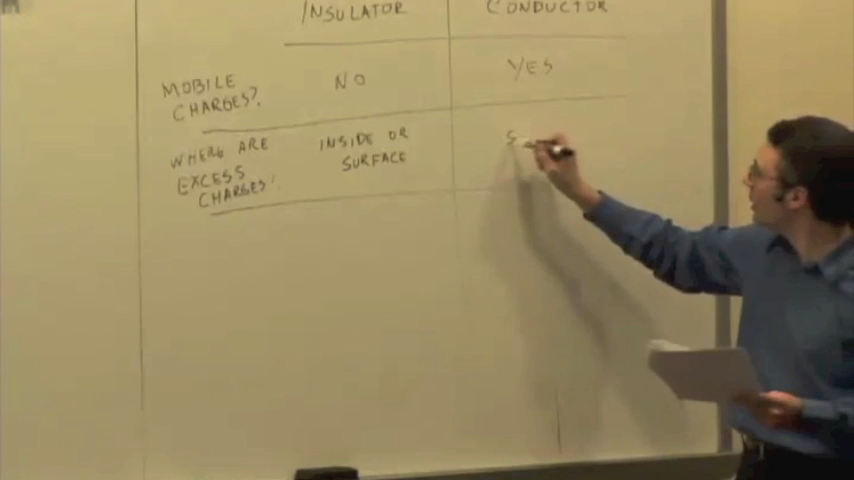 INSULATOR CONDUCTOR
MOBILE CHARGES? NO YES
WHERE ARE EXCESS CHARGES? INSIDE OR SURFACE S